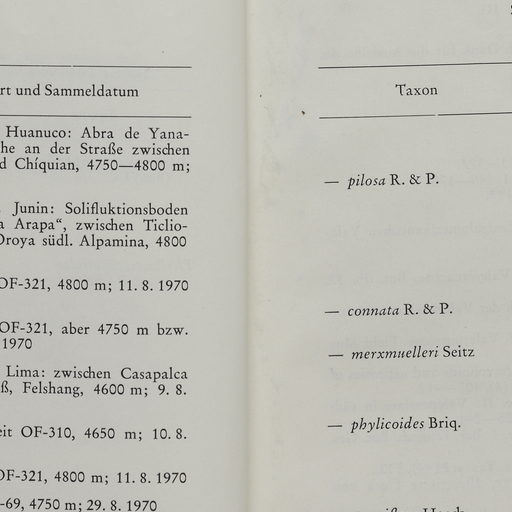 rt und Sammeldatum
Huanuco: Abra de Yana-
he an der Straße zwischen
d Chíquian, 4750—4800 m;
Junin: Solifluktionsboden
a Arapa“, zwischen Ticlio-
Oroya südl. Alpamina, 4800
OF-321, 4800 m; 11. 8. 1970
OF-321, aber 4750 m bzw.
1970
Lima: zwischen Casapalca
ß, Felshang, 4600 m; 9. 8.
eit OF-310, 4650 m; 10. 8.
OF-321, 4800 m; 11. 8. 1970
-69, 4750 m; 29. 8. 1970
Taxon
— pilosa R. & P.
— connata R. & P.
— merxmuelleri Seitz
— phylicoides Briq.